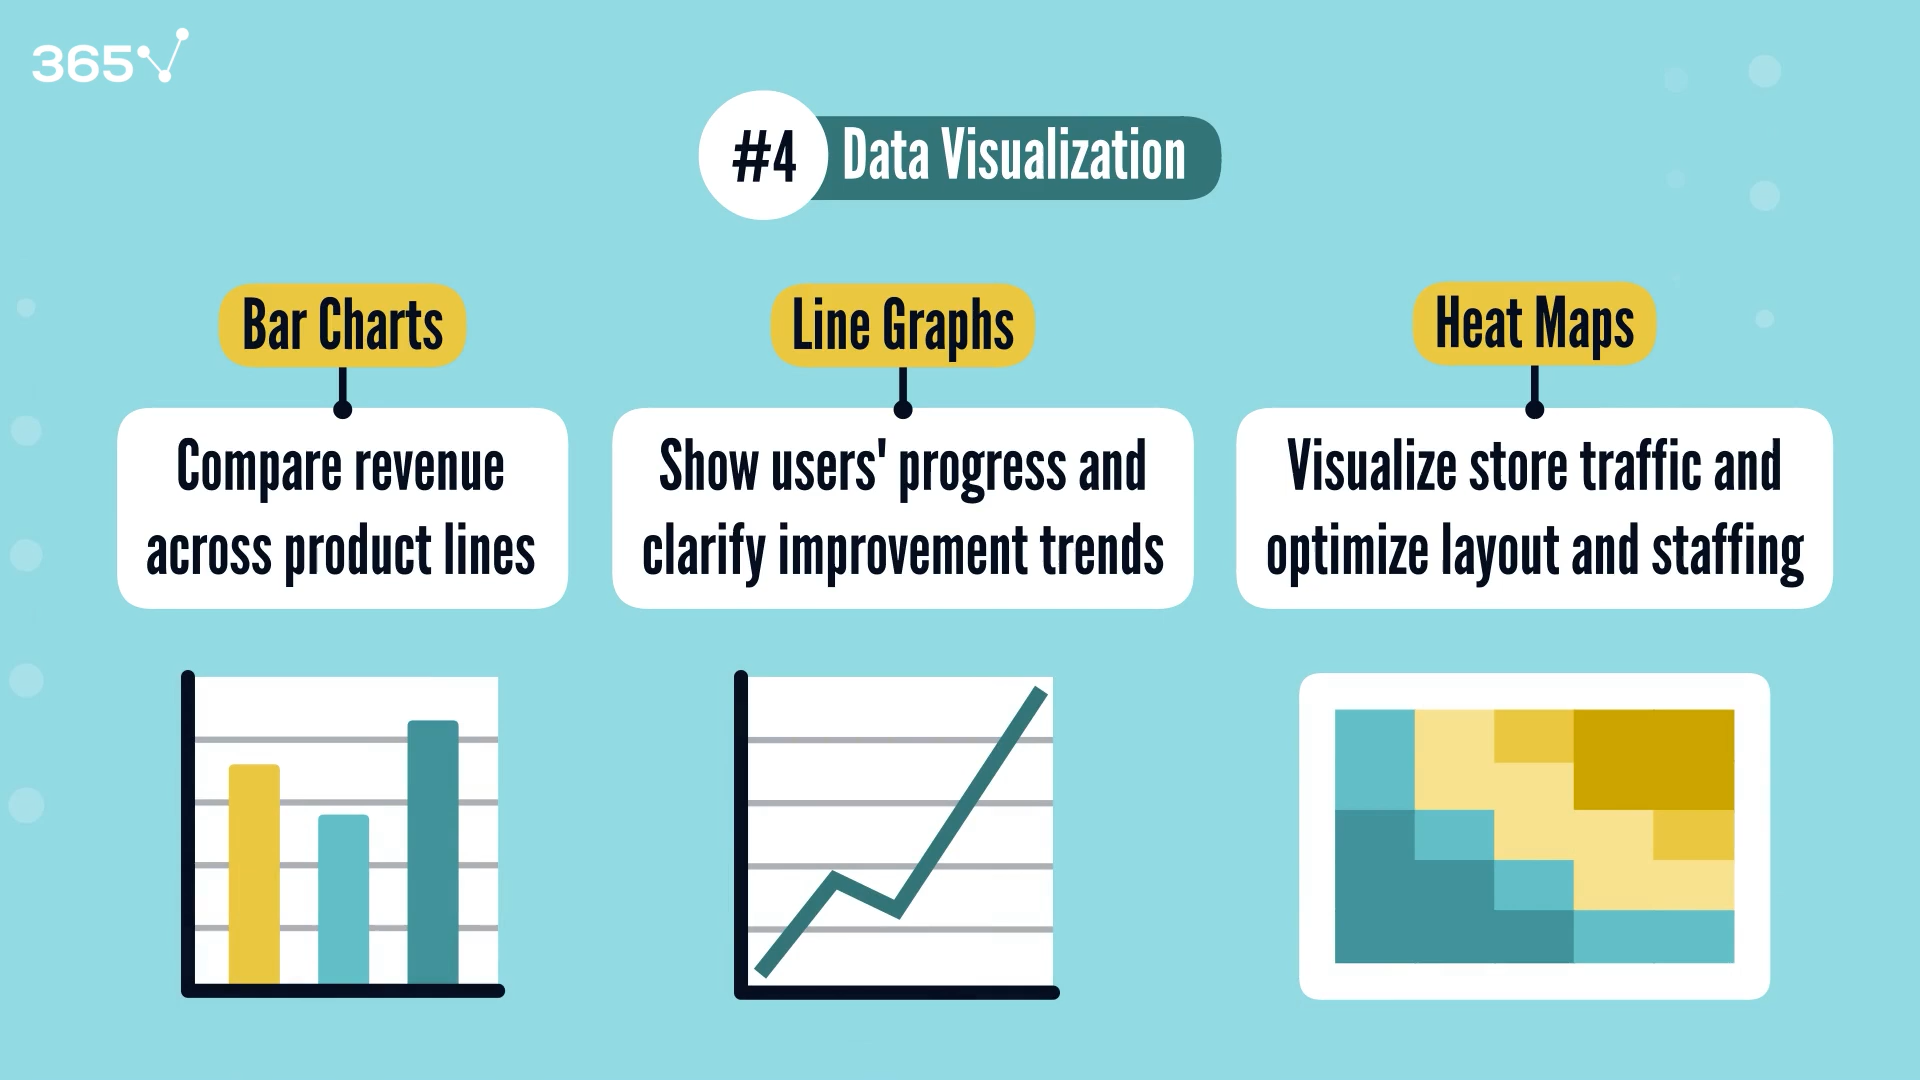 365
#4 Data Visualization
Bar Charts
Compare revenue
across product lines
Line Graphs
Show users' progress and
clarify improvement trends
Heat Maps
Visualize store traffic and
optimize layout and staffing